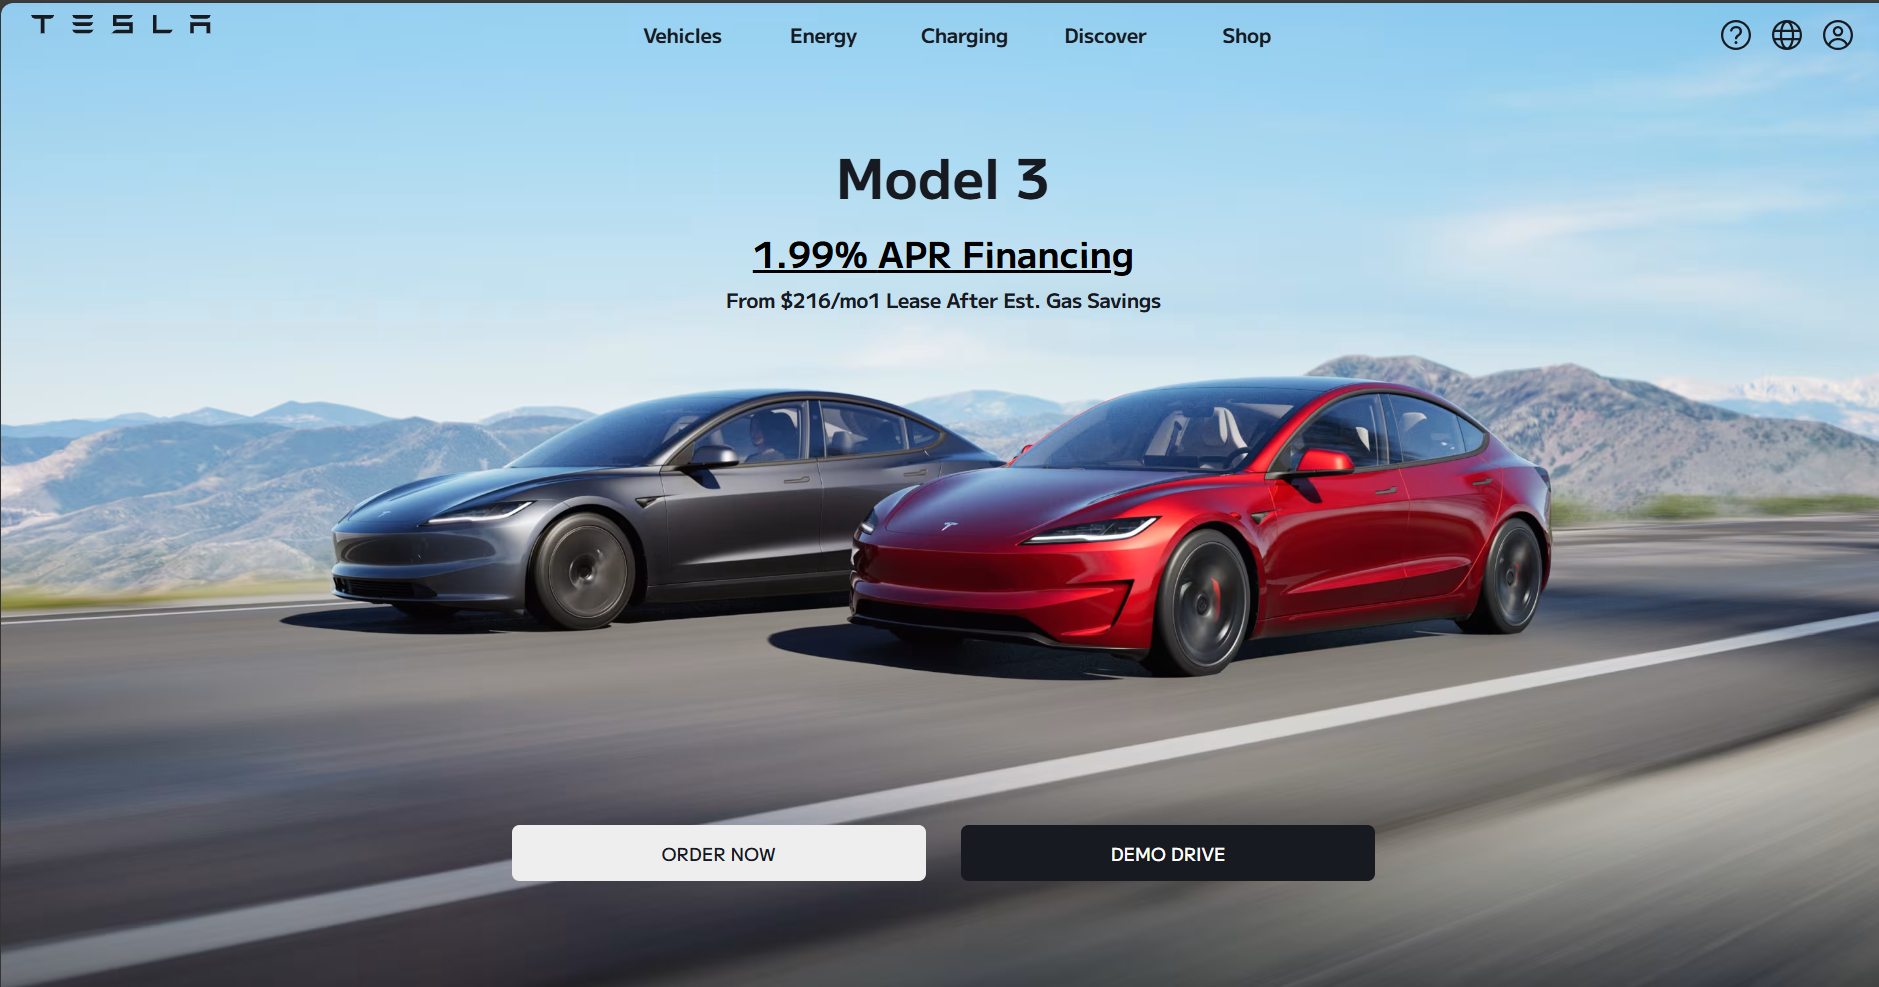 TESLA
Vehicles Energy Charging Discover Shop
Model 3
1.99% APR Financing
From $216/mo1 Lease After Est. Gas Savings
ORDER NOW DEMO DRIVE